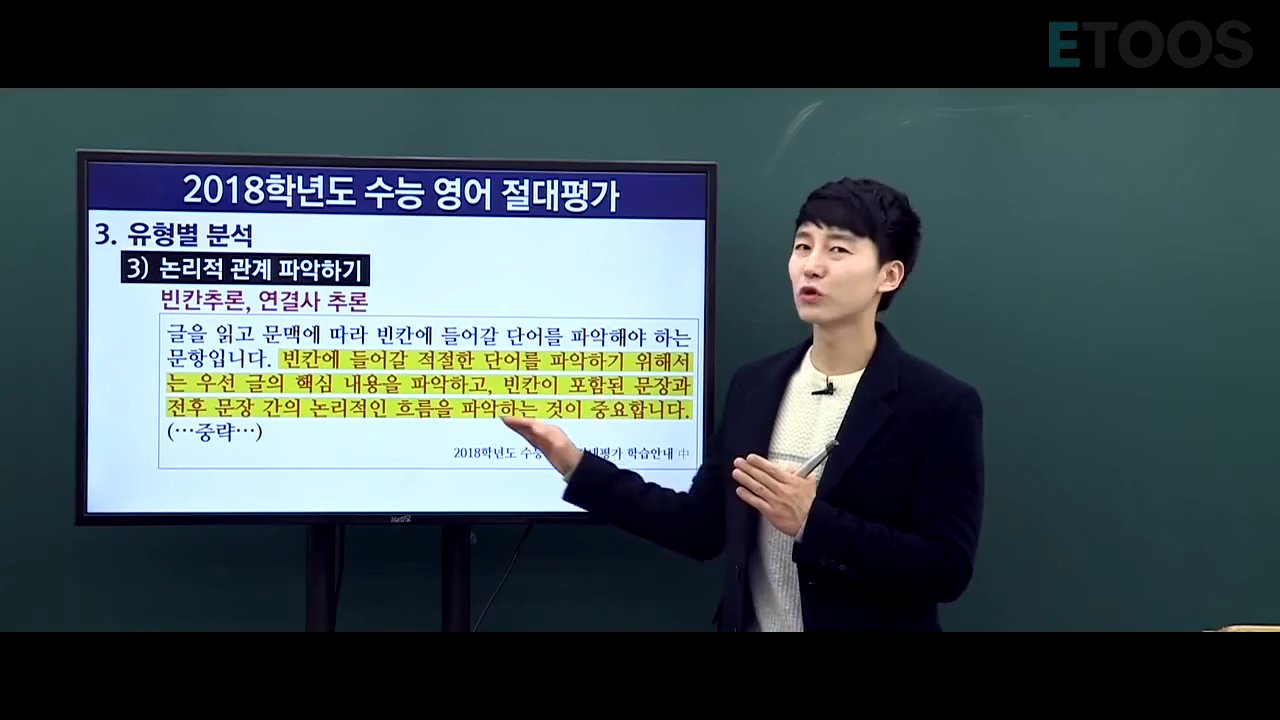 ETOOS
2018학년도 수능 영어 절대평가
3. 유형별 분석
3) 논리적 관계 파악하기
빈칸추론, 연결사 추론
글을 읽고 문맥에 따라 빈칸에 들어갈 단어를 파악해야 하는
문항입니다. 빈칸에 들어갈 적절한 단어를 파악하기 위해서
는 우선 글의 핵심 내용을 파악하고, 빈칸이 포함된 문장과
전후 문장 간의 논리적인 흐름을 파악하는 것이 중요합니다.
(…중략…)
2018학년도 수능 학습안내 中